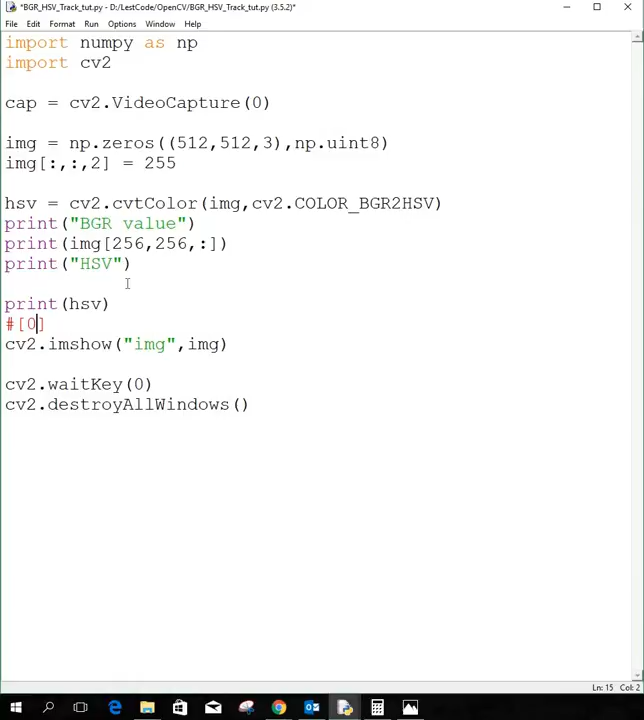 *BGR_HSV_Track_tut.py - D:/LestCode/OpenCV/BGR_HSV_Track_tut.py (3.5.2)*
File Edit Format Run Options Window Help
import numpy as np
import cv2
cap = cv2.VideoCapture(0)
img = np.zeros((512,512,3),np.uint8)
img[:,:,2] = 255
hsv = cv2.cvtColor(img,cv2.COLOR_BGR2HSV)
print("BGR value")
print(img[256,256,:])
print("HSV")
print(hsv)
#[0]
cv2.imshow("img",img)
cv2.waitKey(0)
cv2.destroyAllWindows()
Ln: 15 Col: 2